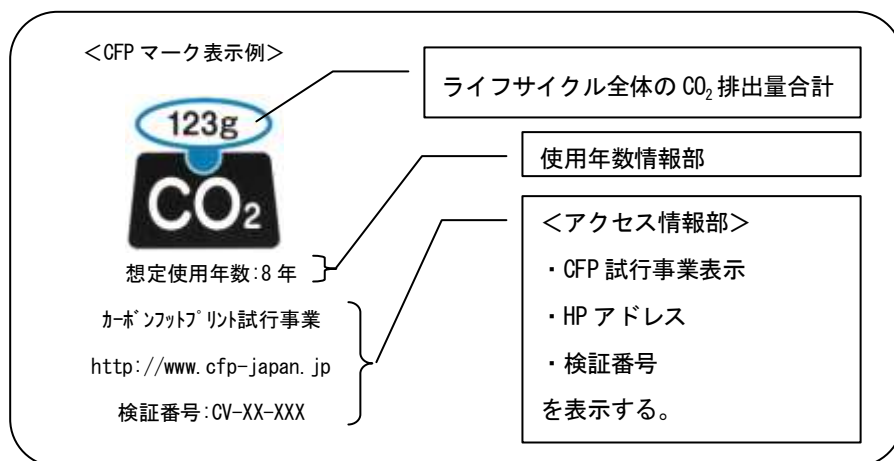 ＜CFP マーク表示例＞
123g
CO₂
想定使用年数:8 年
ｶｰﾎﾞﾝﾌｯﾄﾌﾟﾘﾝﾄ試行事業
http://www.cfp-japan.jp
検証番号:CV-XX-XXX
ライフサイクル全体の CO₂ 排出量合計
使用年数情報部
＜アクセス情報部＞
・CFP 試行事業表示
・HP アドレス
・検証番号
を表示する。